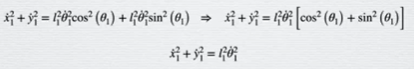 ẋ₁² + ẏ₁² = l₁²θ̇₁²cos²(θ₁) + l₁²θ̇₁²sin²(θ₁) ⇒ ẋ₁² + ẏ₁² = l₁²θ̇₁²[cos²(θ₁) + sin²(θ₁)]
ẋ₁² + ẏ₁² = l₁²θ̇₁²